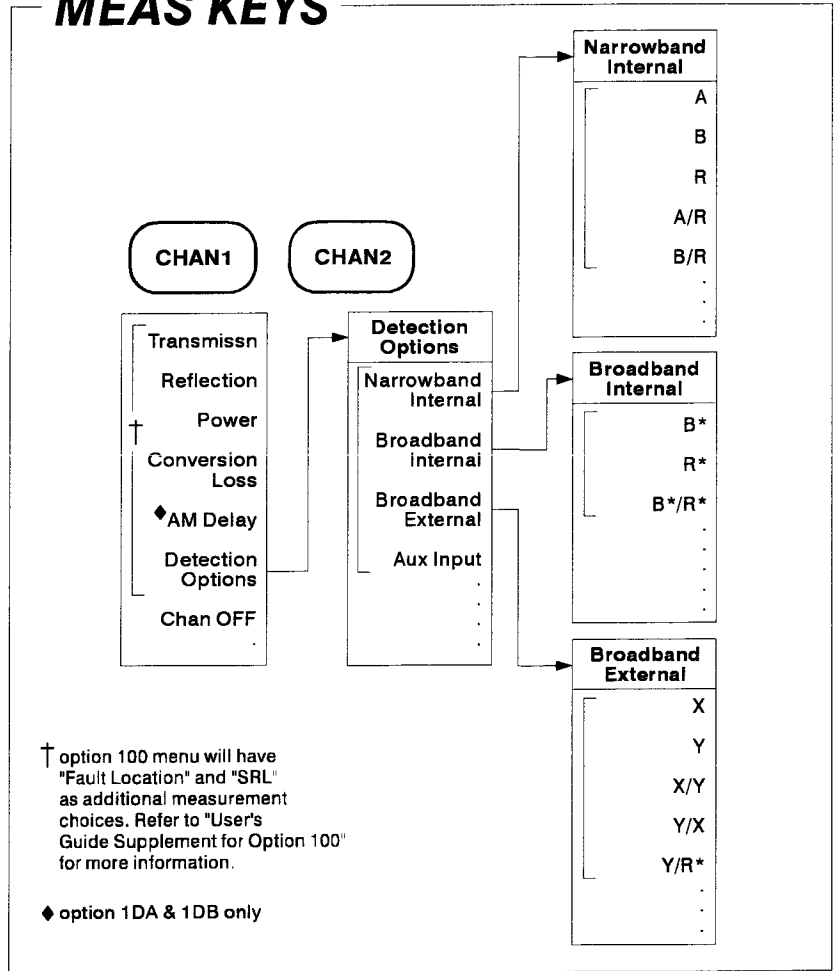 MEAS KEYS
CHAN1
CHAN2
Transmissn
Reflection
Power
†
Conversion
Loss
♦AM Delay
Detection
Options
Chan OFF
Detection
Options
Narrowband
Internal
Broadband
Internal
Broadband
External
Aux Input
Narrowband
Internal
A
B
R
A/R
B/R
Broadband
Internal
B*
R*
B*/R*
Broadband
External
X
Y
X/Y
Y/X
Y/R*
† option 100 menu will have
"Fault Location" and "SRL"
as additional measurement
choices. Refer to "User's
Guide Supplement for Option 100"
for more information.
♦ option 1DA & 1DB only